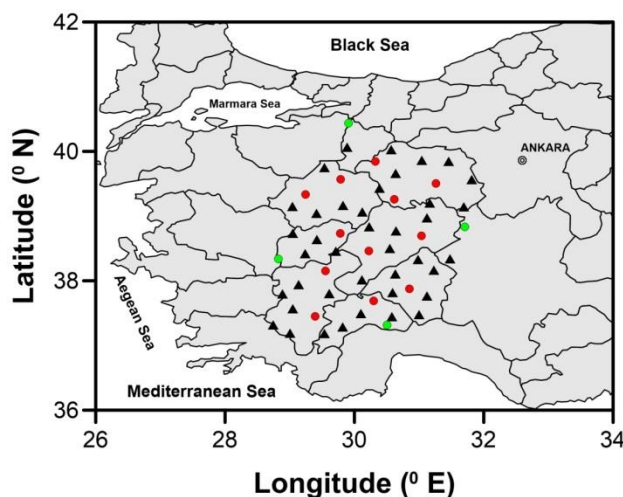 42
Black Sea
Marmara Sea
40
ANKARA
Latitude (⁰ N)
38
Aegean Sea
Mediterranean Sea
36
26 28 30 32 34
Longitude (⁰ E)